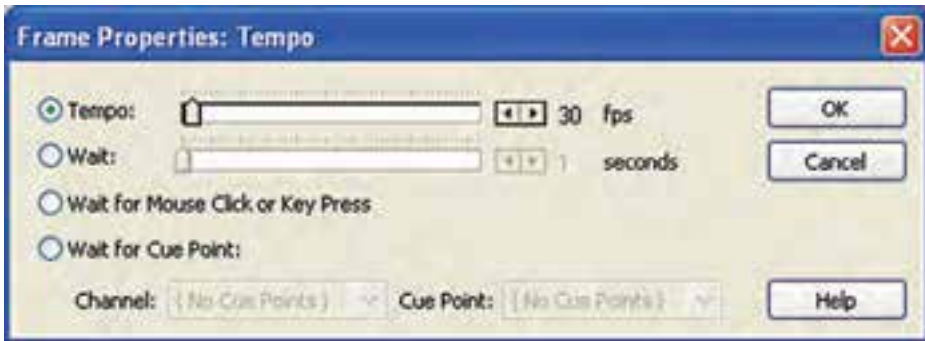 Frame Properties: Tempo
Tempo: 30 fps OK
Wait: 1 seconds Cancel
Wait for Mouse Click or Key Press
Wait for Cue Point:
Channel: {No Cue Points} Cue Point: {No Cue Points} Help